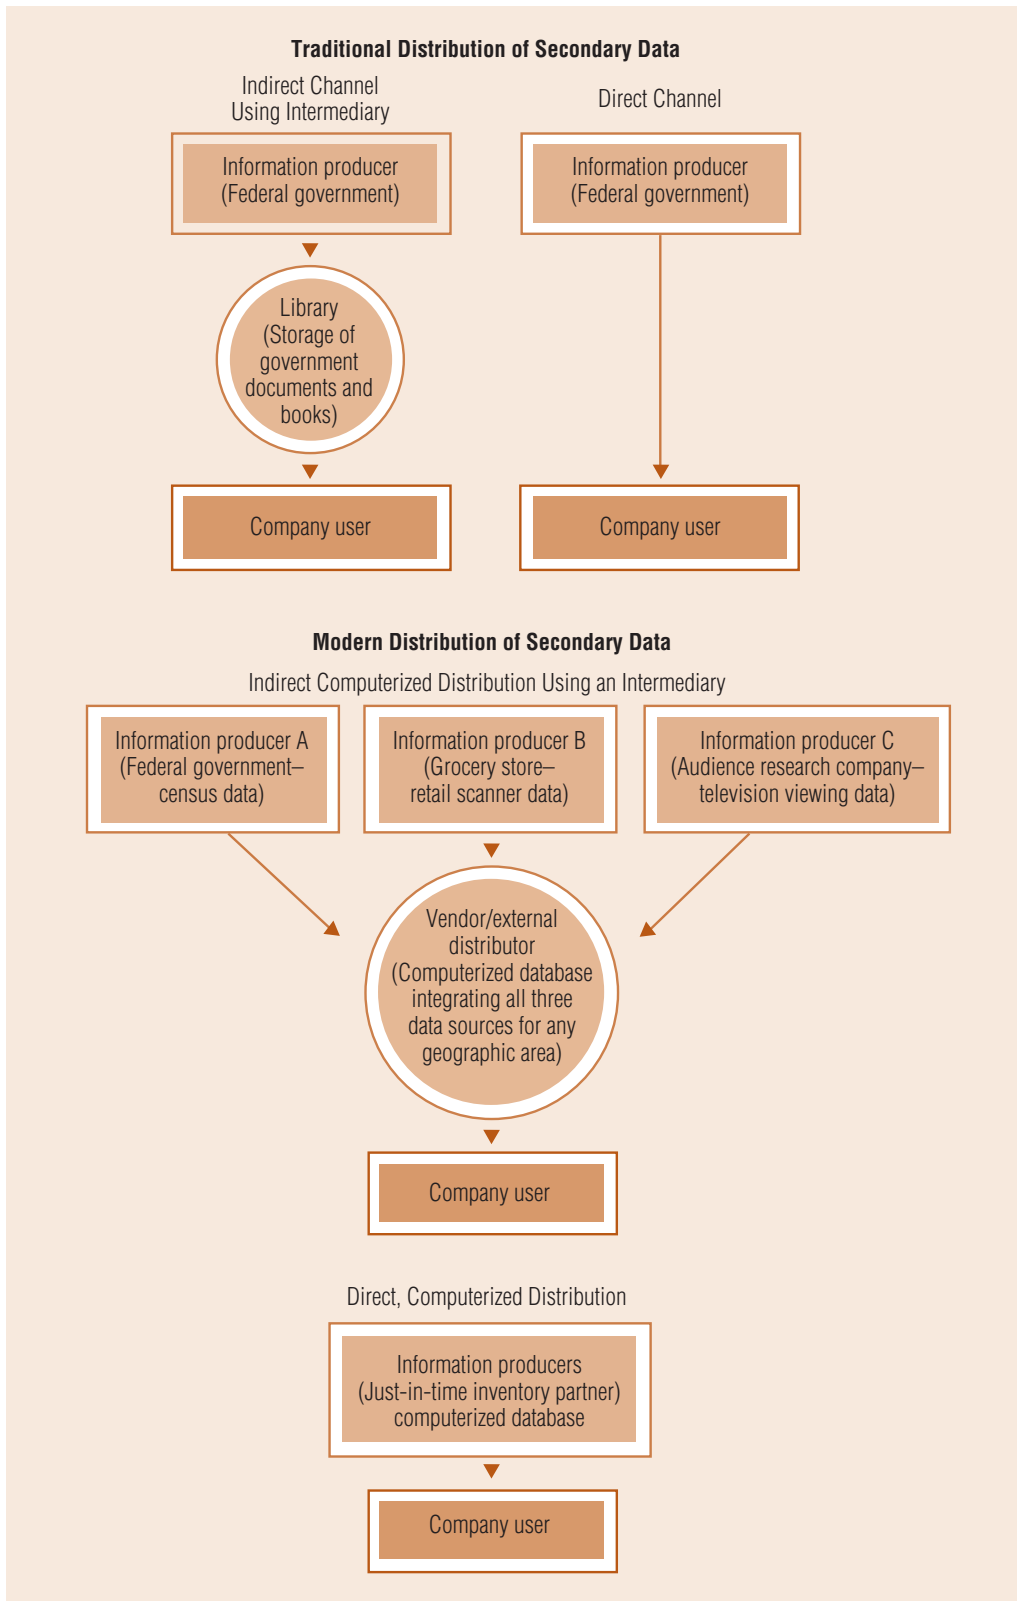 Traditional Distribution of Secondary Data
Indirect Channel
Using Intermediary
Direct Channel
Information producer
(Federal government)
Information producer
(Federal government)
Library
(Storage of
government
documents and
books)
Company user
Company user
Modern Distribution of Secondary Data
Indirect Computerized Distribution Using an Intermediary
Information producer A
(Federal government–
census data)
Information producer B
(Grocery store–
retail scanner data)
Information producer C
(Audience research company–
television viewing data)
Vendor/external
distributor
(Computerized database
integrating all three
data sources for any
geographic area)
Company user
Direct, Computerized Distribution
Information producers
(Just-in-time inventory partner)
computerized database
Company user